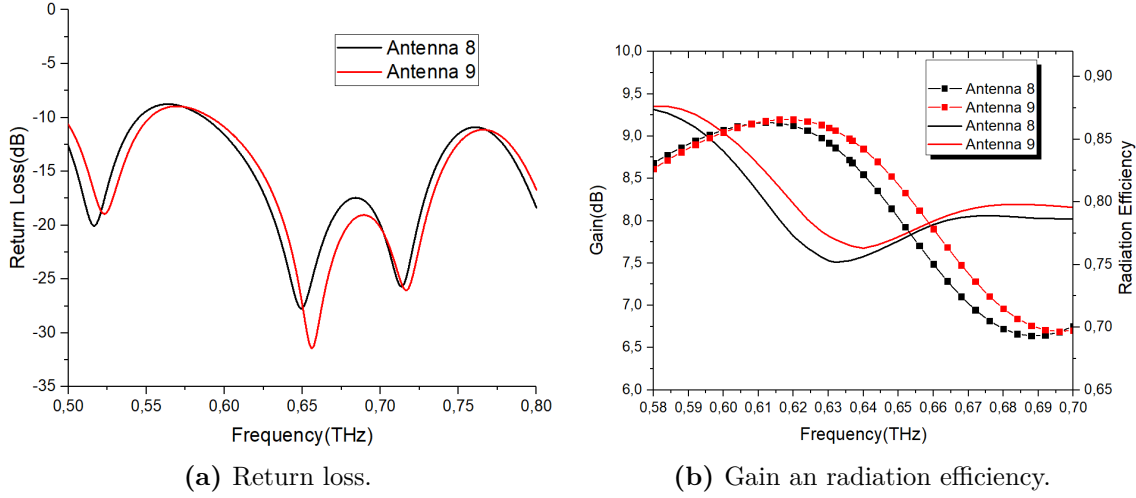 0
-5
-10
-15
-20
-25
-30
-35
Return Loss(dB)
Antenna 8
Antenna 9
0,50 0,55 0,60 0,65 0,70 0,75 0,80
Frequency(THz)
(a) Return loss.
10,0
9,5
9,0
8,5
8,0
7,5
7,0
6,5
6,0
Gain(dB)
Antenna 8
Antenna 9
Antenna 8
Antenna 9
0,90
0,85
0,80
0,75
0,70
0,65
Radiation Efficiency
0,58 0,59 0,60 0,61 0,62 0,63 0,64 0,65 0,66 0,67 0,68 0,69 0,70
Frequency(THz)
(b) Gain an radiation efficiency.